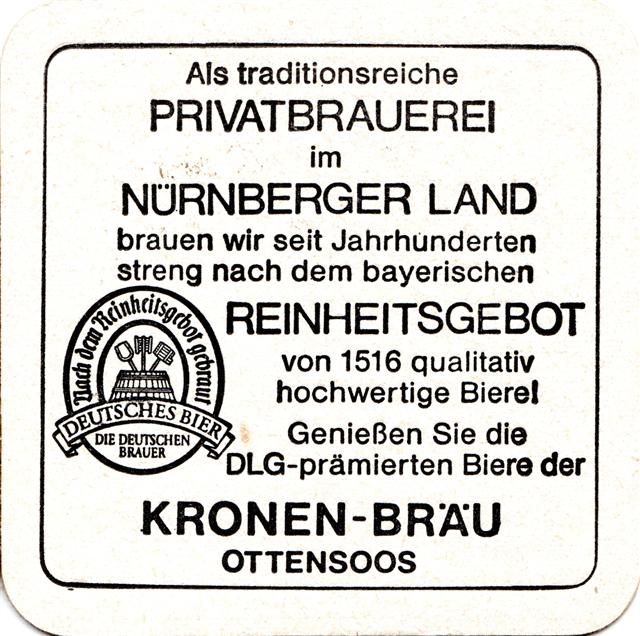 Als traditionsreiche
PRIVATBRAUEREI
im
NÜRNBERGER LAND
brauen wir seit Jahrhunderten
streng nach dem bayerischen
REINHEITSGEBOT
von 1516 qualitativ
hochwertige Biere!
Nach dem Reinheitsgebot gebraut
DEUTSCHES BIER
DIE DEUTSCHEN
BRAUER
Genießen Sie die
DLG-prämierten Biere der
KRONEN-BRÄU
OTTENSOOS